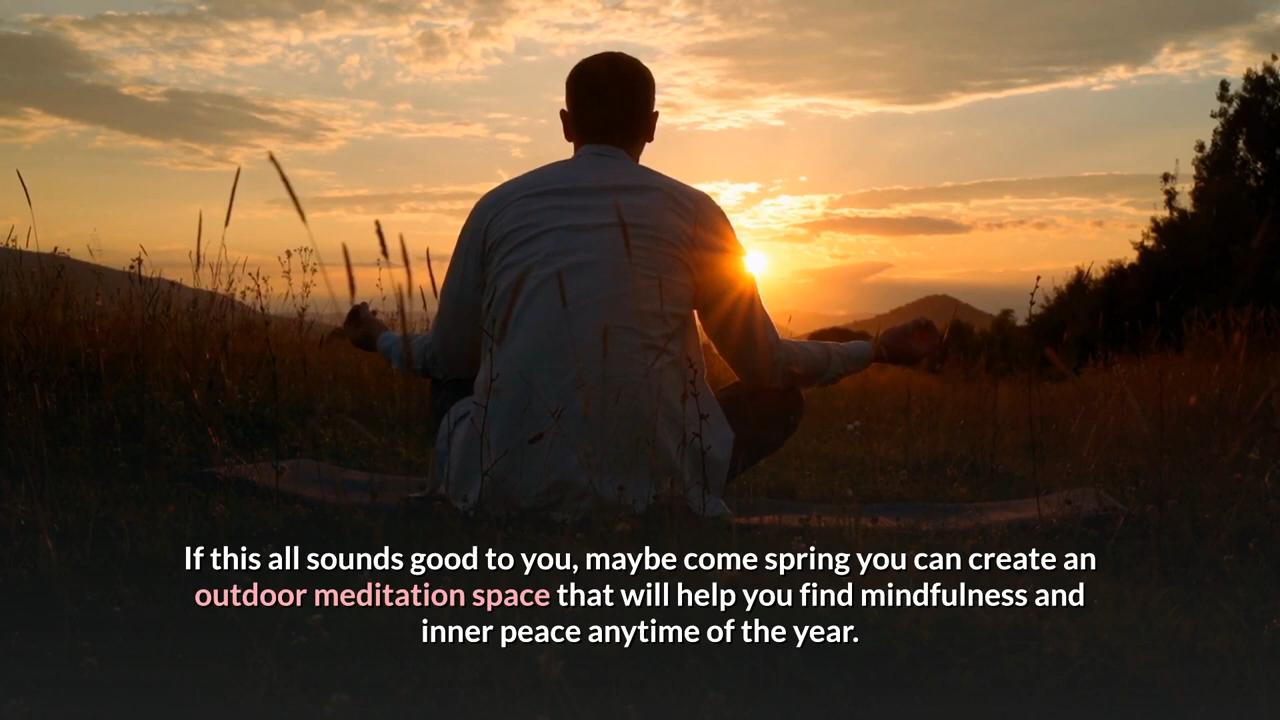 If this all sounds good to you, maybe come spring you can create an
outdoor meditation space that will help you find mindfulness and
inner peace anytime of the year.